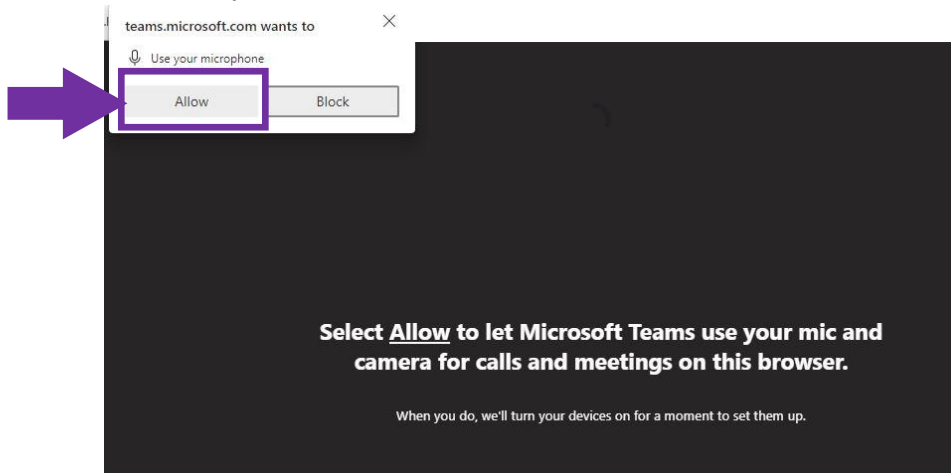 teams.microsoft.com wants to
Use your microphone
Allow Block
Select Allow to let Microsoft Teams use your mic and
camera for calls and meetings on this browser.
When you do, we'll turn your devices on for a moment to set them up.